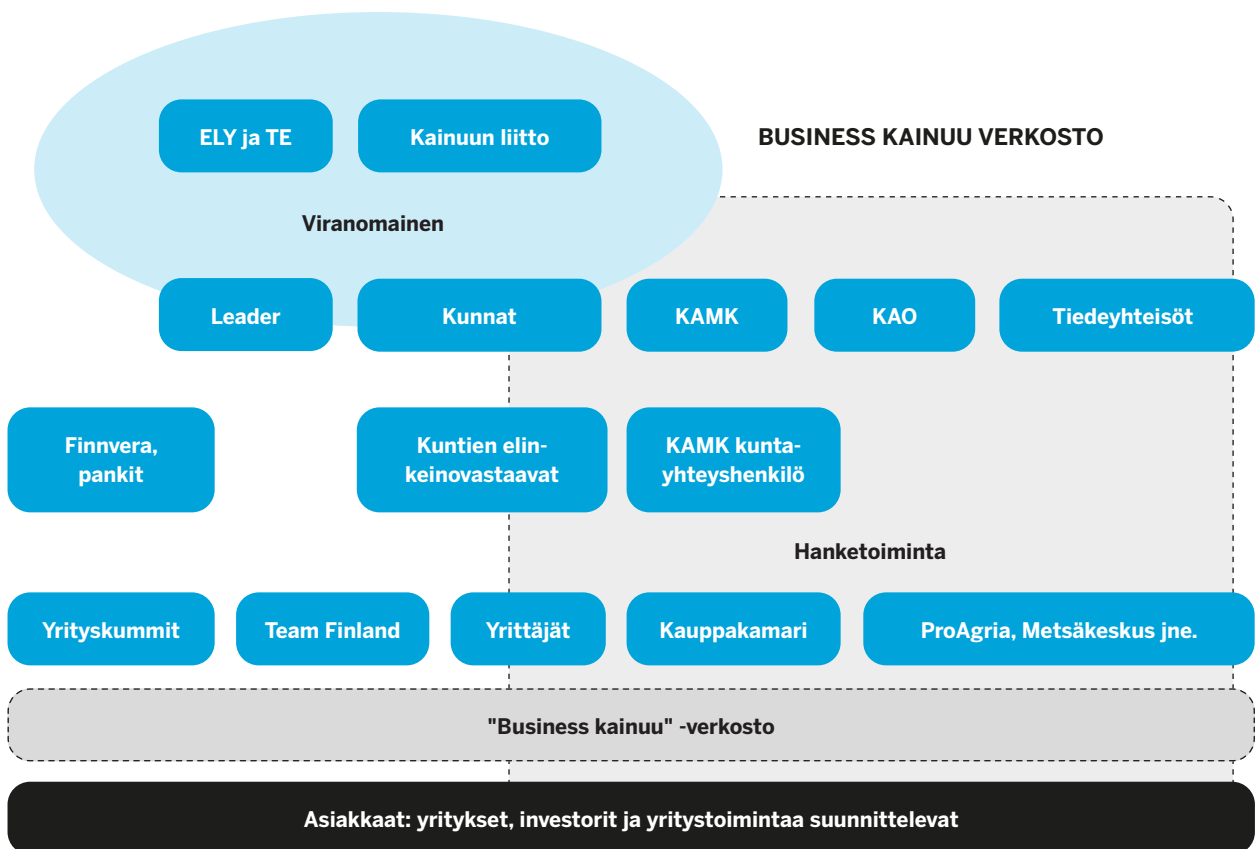 ELY ja TE
Kainuun liitto
BUSINESS KAINUU VERKOSTO
Viranomainen
Leader
Kunnat
KAMK
KAO
Tiedeyhteisöt
Finnvera,
pankit
Kuntien elin-
keinovastaavat
KAMK kunta-
yhteyshenkilö
Hanketoiminta
Yrityskummit
Team Finland
Yrittäjät
Kauppakamari
ProAgria, Metsäkeskus jne.
"Business kainuu" -verkosto
Asiakkaat: yritykset, investorit ja yritystoimintaa suunnittelevat